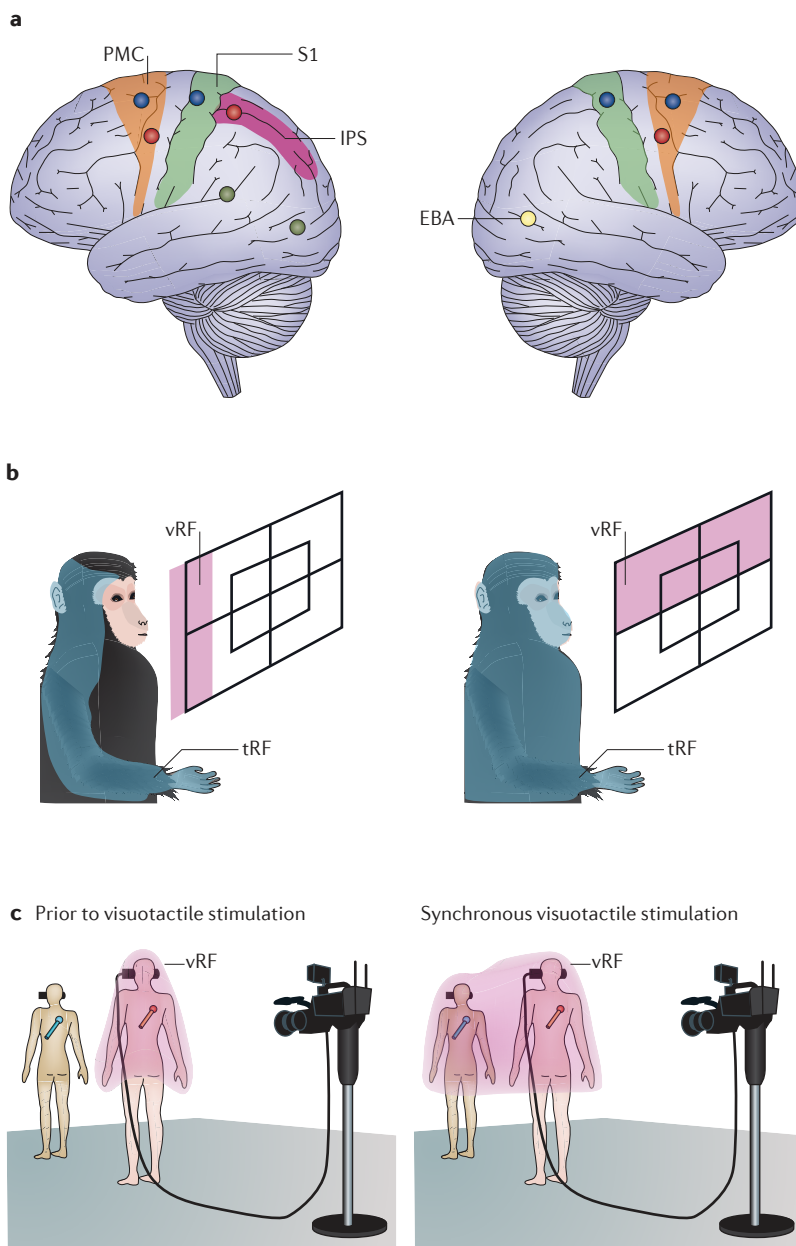 a
PMC
S1
IPS
EBA
b
vRF
vRF
tRF
tRF
c Prior to visuotactile stimulation
Synchronous visuotactile stimulation
vRF
vRF